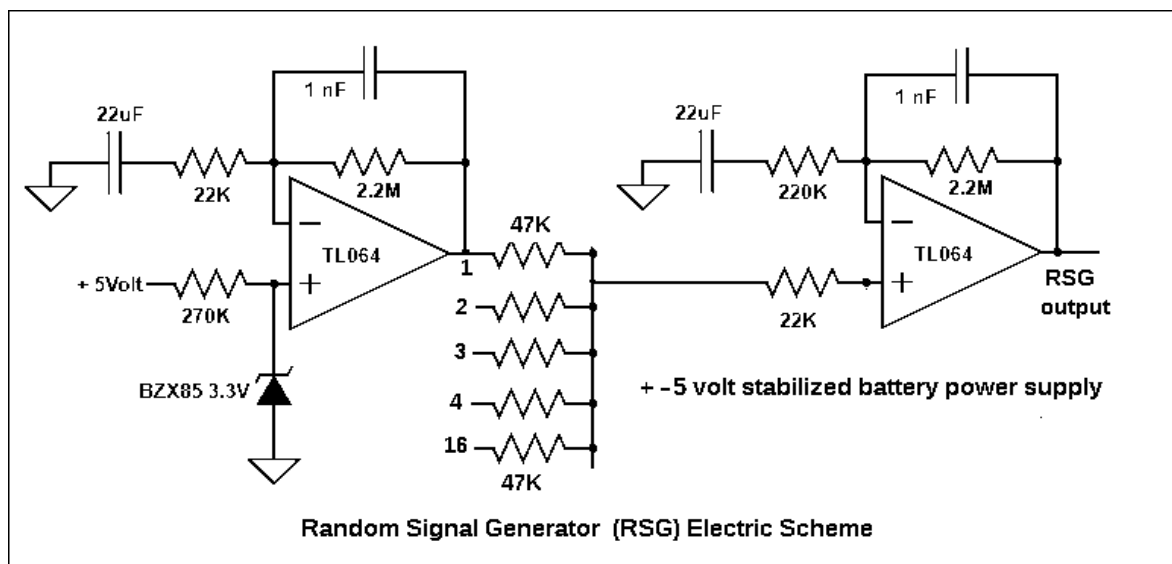 1 nF
22uF
22K
2.2M
TL064
+ 5Volt
270K
BZX85 3.3V
1
47K
2
3
4
16
47K
1 nF
22uF
220K
2.2M
TL064
22K
RSG
output
+ -5 volt stabilized battery power supply
Random Signal Generator (RSG) Electric Scheme